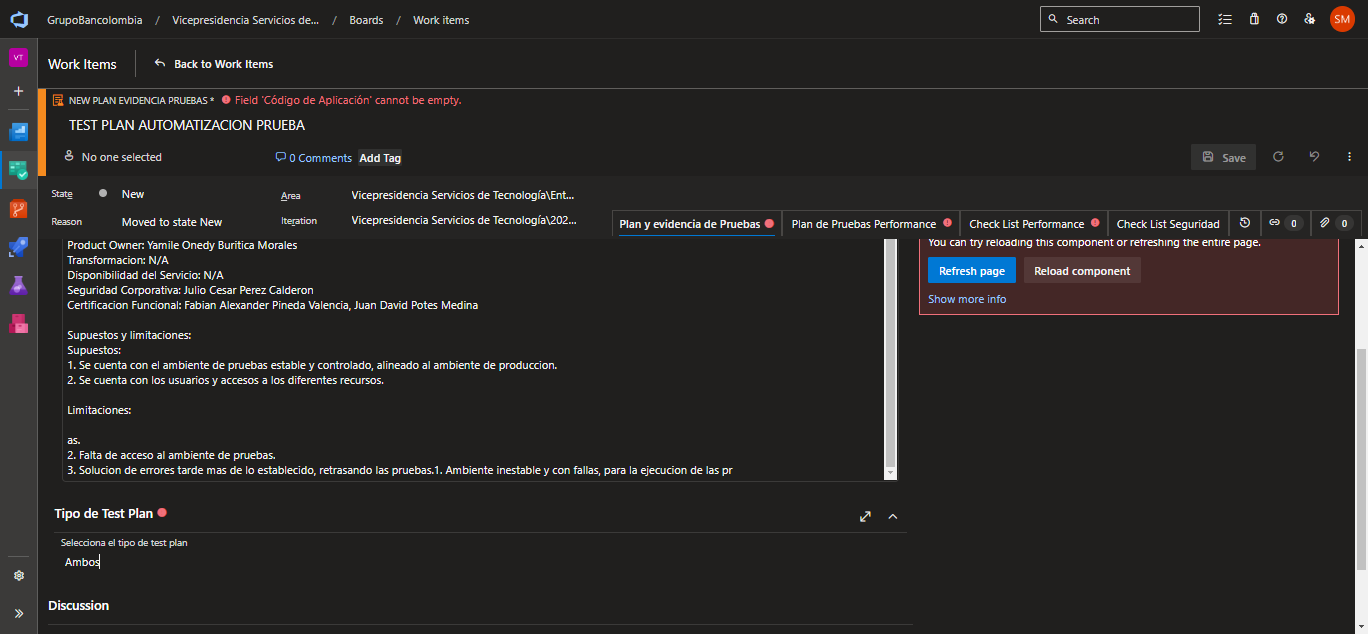 GrupoBancolombia / Vicepresidencia Servicios de... / Boards / Work items
Search
SM
VT
Work Items
Back to Work Items
NEW PLAN EVIDENCIA PRUEBAS * Field 'Código de Aplicación' cannot be empty.
TEST PLAN AUTOMATIZACION PRUEBA
No one selected
0 Comments
Add Tag
Save
State
New
Area
Vicepresidencia Servicios de Tecnología\Ent...
Reason
Moved to state New
Iteration
Vicepresidencia Servicios de Tecnología\202...
Plan y evidencia de Pruebas
Plan de Pruebas Performance
Check List Performance
Check List Seguridad
0
0
Product Owner: Yamile Onedy Buritica Morales
Transformacion: N/A
Disponibilidad del Servicio: N/A
Seguridad Corporativa: Julio Cesar Perez Calderon
Certificacion Funcional: Fabian Alexander Pineda Valencia, Juan David Potes Medina
Supuestos y limitaciones:
Supuestos:
1. Se cuenta con el ambiente de pruebas estable y controlado, alineado al ambiente de produccion.
2. Se cuenta con los usuarios y accesos a los diferentes recursos.
Limitaciones:
as.
2. Falta de acceso al ambiente de pruebas.
3. Solucion de errores tarde mas de lo establecido, retrasando las pruebas.1. Ambiente inestable y con fallas, para la ejecucion de las pr
You can try reloading this component or refreshing the entire page.
Refresh page
Reload component
Show more info
Tipo de Test Plan
Selecciona el tipo de test plan
Ambos
Discussion